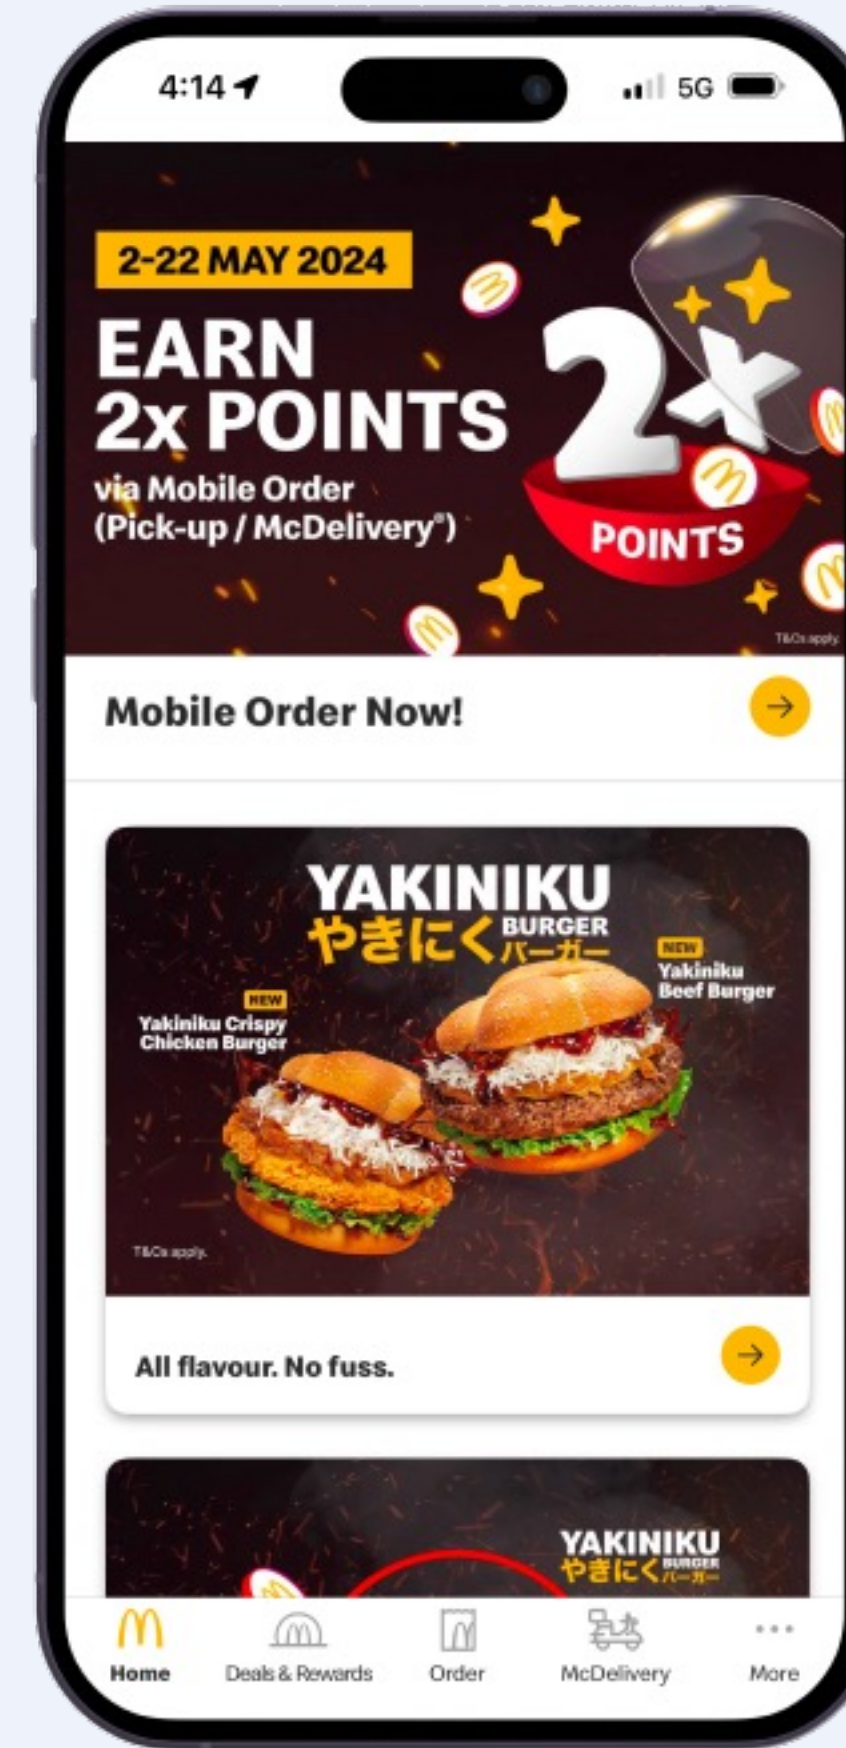 4:14
5G
2-22 MAY 2024
EARN
2x POINTS
via Mobile Order
(Pick-up / McDelivery®)
2x
POINTS
T&Cs apply.
Mobile Order Now!
YAKINIKU
やきにく BURGER
バーガー
NEW
Yakiniku
Beef Burger
NEW
Yakiniku Crispy
Chicken Burger
T&Cs apply.
All flavour. No fuss.
YAKINIKU
やきにく BURGER
バーガー
Home
Deals & Rewards
Order
McDelivery
More